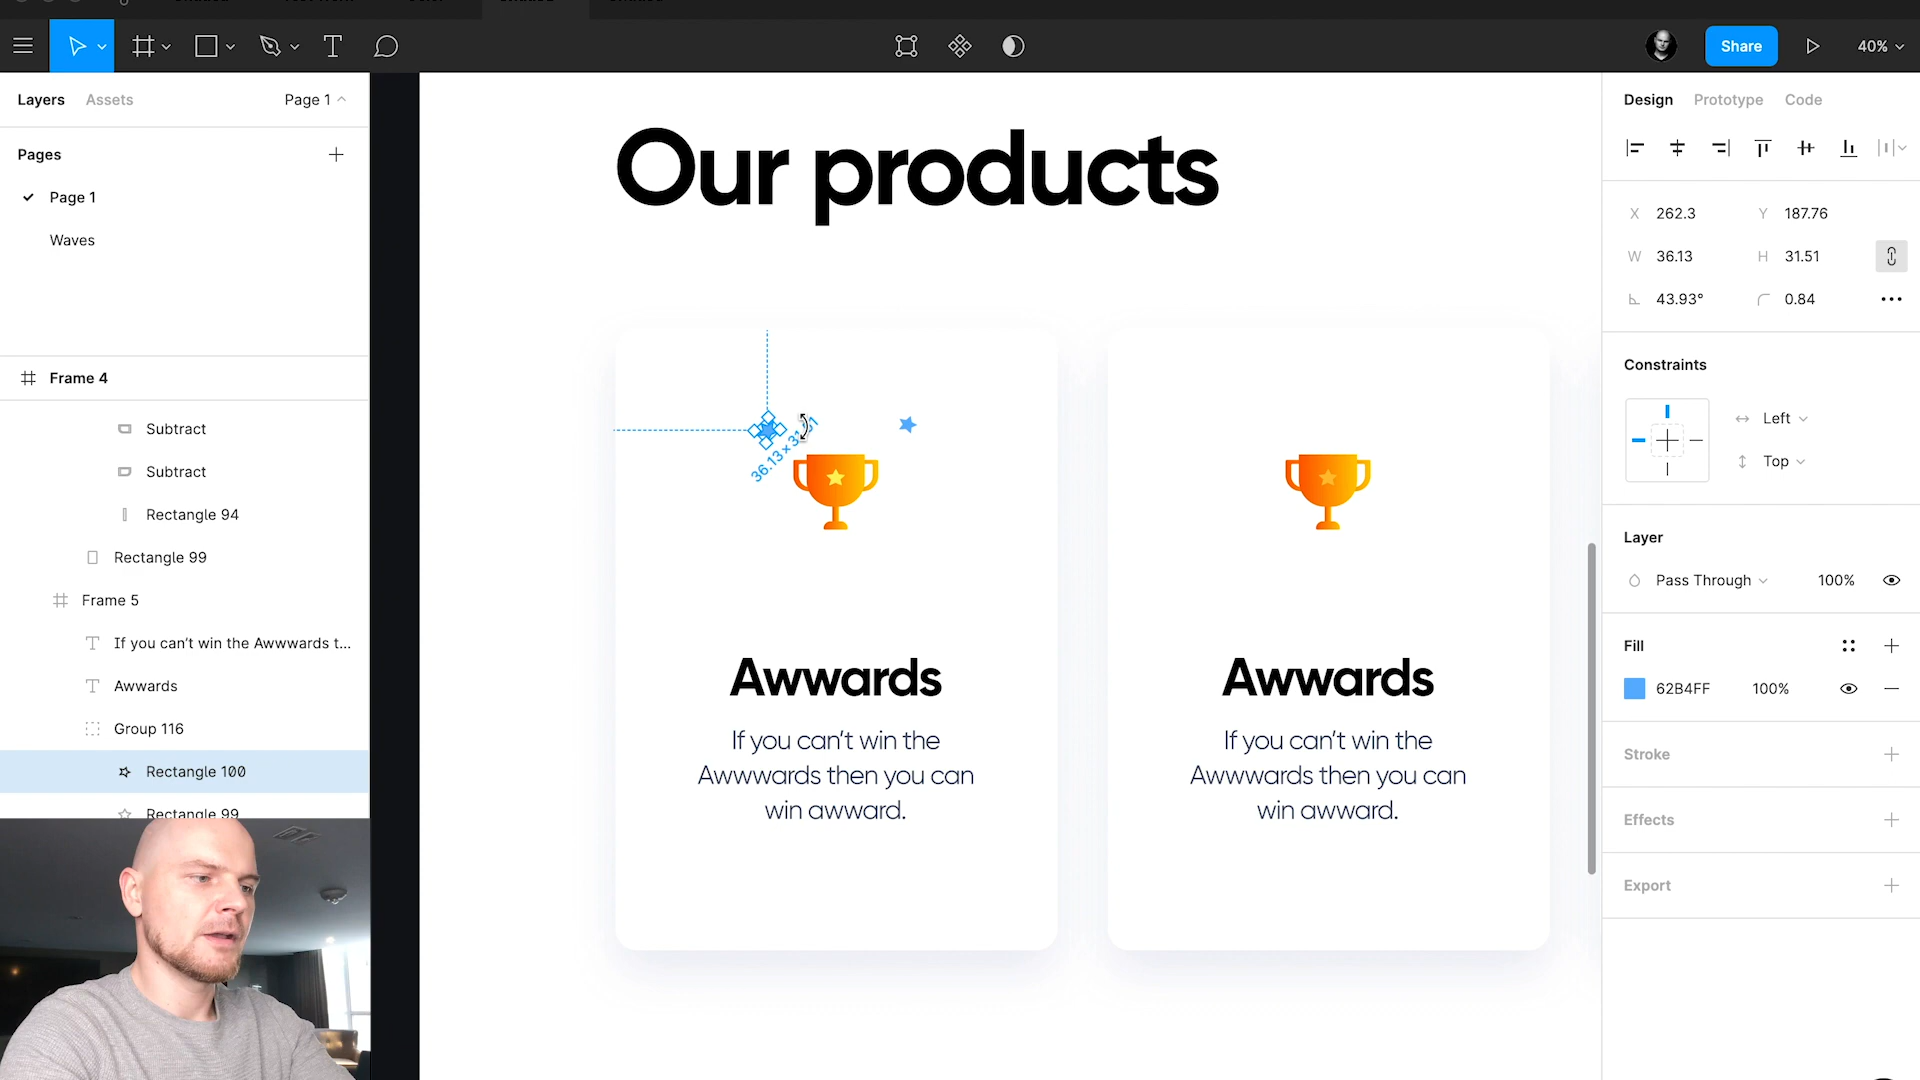 Share
40%
Layers
Assets
Page 1
Pages
Page 1
Waves
Frame 4
Subtract
Subtract
Rectangle 94
Rectangle 99
Frame 5
If you can't win the Awwwards t...
Awwards
Group 116
Rectangle 100
Rectangle 99
Our products
Awwards
If you can't win the
Awwwards then you can
win awward.
Awwards
If you can't win the
Awwwards then you can
win awward.
Design
Prototype
Code
X 262.3
Y 187.76
W 36.13
H 31.51
43.93°
0.84
Constraints
Left
Top
Layer
Pass Through
100%
Fill
62B4FF
100%
Stroke
Effects
Export